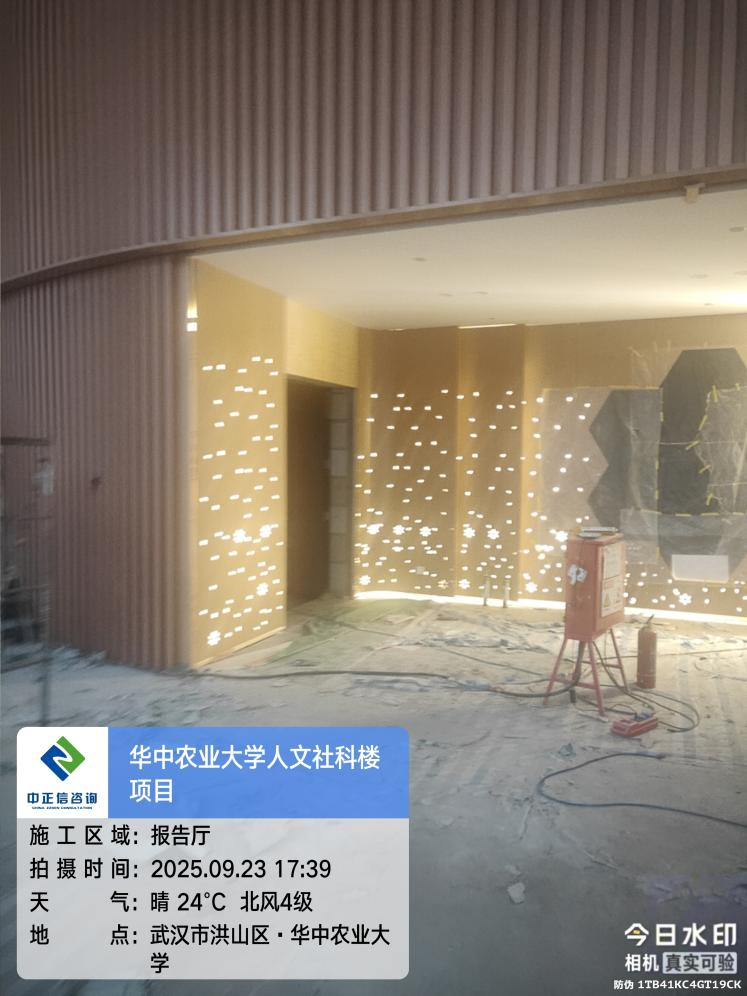 中正信咨询
CHINA ZZXIN CONSULTATION
华中农业大学人文社科楼
项目
施工区域：报告厅
拍摄时间：2025.09.23 17:39
天气：晴 24℃ 北风4级
地点：武汉市洪山区·华中农业大
学
今日水印
相机 真实可验
防伪 1TB41KC4GT19CK